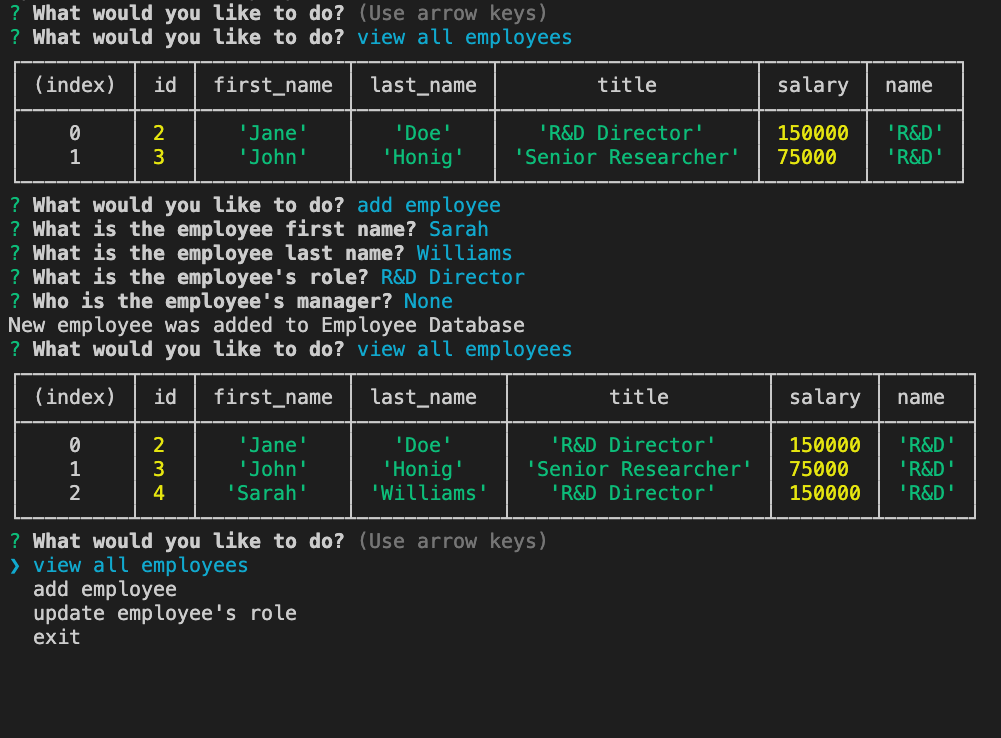 ? What would you like to do? (Use arrow keys)
? What would you like to do? view all employees
(index) id first_name last_name title salary name
0 2 'Jane' 'Doe' 'R&D Director' 150000 'R&D'
1 3 'John' 'Honig' 'Senior Researcher' 75000 'R&D'
? What would you like to do? add employee
? What is the employee first name? Sarah
? What is the employee last name? Williams
? What is the employee's role? R&D Director
? Who is the employee's manager? None
New employee was added to Employee Database
? What would you like to do? view all employees
(index) id first_name last_name title salary name
0 2 'Jane' 'Doe' 'R&D Director' 150000 'R&D'
1 3 'John' 'Honig' 'Senior Researcher' 75000 'R&D'
2 4 'Sarah' 'Williams' 'R&D Director' 150000 'R&D'
? What would you like to do? (Use arrow keys)
❯ view all employees
add employee
update employee's role
exit